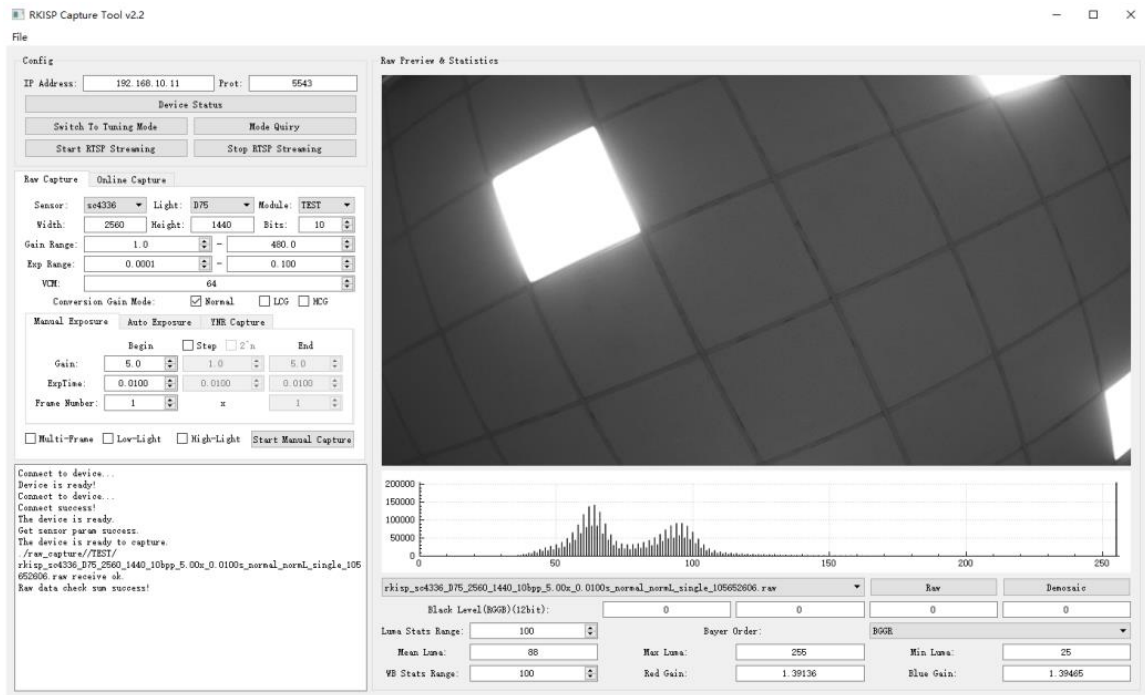 RKISP Capture Tool v2.2
File
Config
IP Address: 192.168.10.11 Prot: 5543
Device Status
Switch To Tuning Mode Mode Quiry
Start RTSP Streaming Stop RTSP Streaming
Raw Capture Online Capture
Sensor: sc4336 Light: D75 Module: TEST
Width: 2560 Height: 1440 Bits: 10
Gain Range: 1.0 - 480.0
Exp Range: 0.0001 - 0.100
VCM: 64
Conversion Gain Mode: Normal LCG HCG
Manual Exposure Auto Exposure YNR Capture
Begin Step 2^n End
Gain: 5.0 1.0 5.0
ExpTime: 0.0100 0.0100 0.0100
Frame Number: 1 x 1
Multi-Frame Low-Light High-Light Start Manual Capture
Connect to device...
Device is ready!
Connect to device...
Connect success!
The device is ready.
Get sensor param success.
The device is ready to capture.
./raw_capture//TEST/
rkisp_sc4336_D75_2560_1440_10bpp_5.00x_0.0100s_normal_normL_single_105
652606.raw receive ok.
Raw data check sum success!
Raw Preview & Statistics
200000
150000
100000
50000
0
0 50 100 150 200 250
rkisp_sc4336_D75_2560_1440_10bpp_5.00x_0.0100s_normal_normL_single_105652606.raw Raw Demosaic
Black Level(RGGB)(12bit): 0 0 0 0
Luma Stats Range: 100 Bayer Order: BGGR
Mean Luma: 88 Max Luma: 255 Min Luma: 25
WB Stats Range: 100 Red Gain: 1.39136 Blue Gain: 1.39465